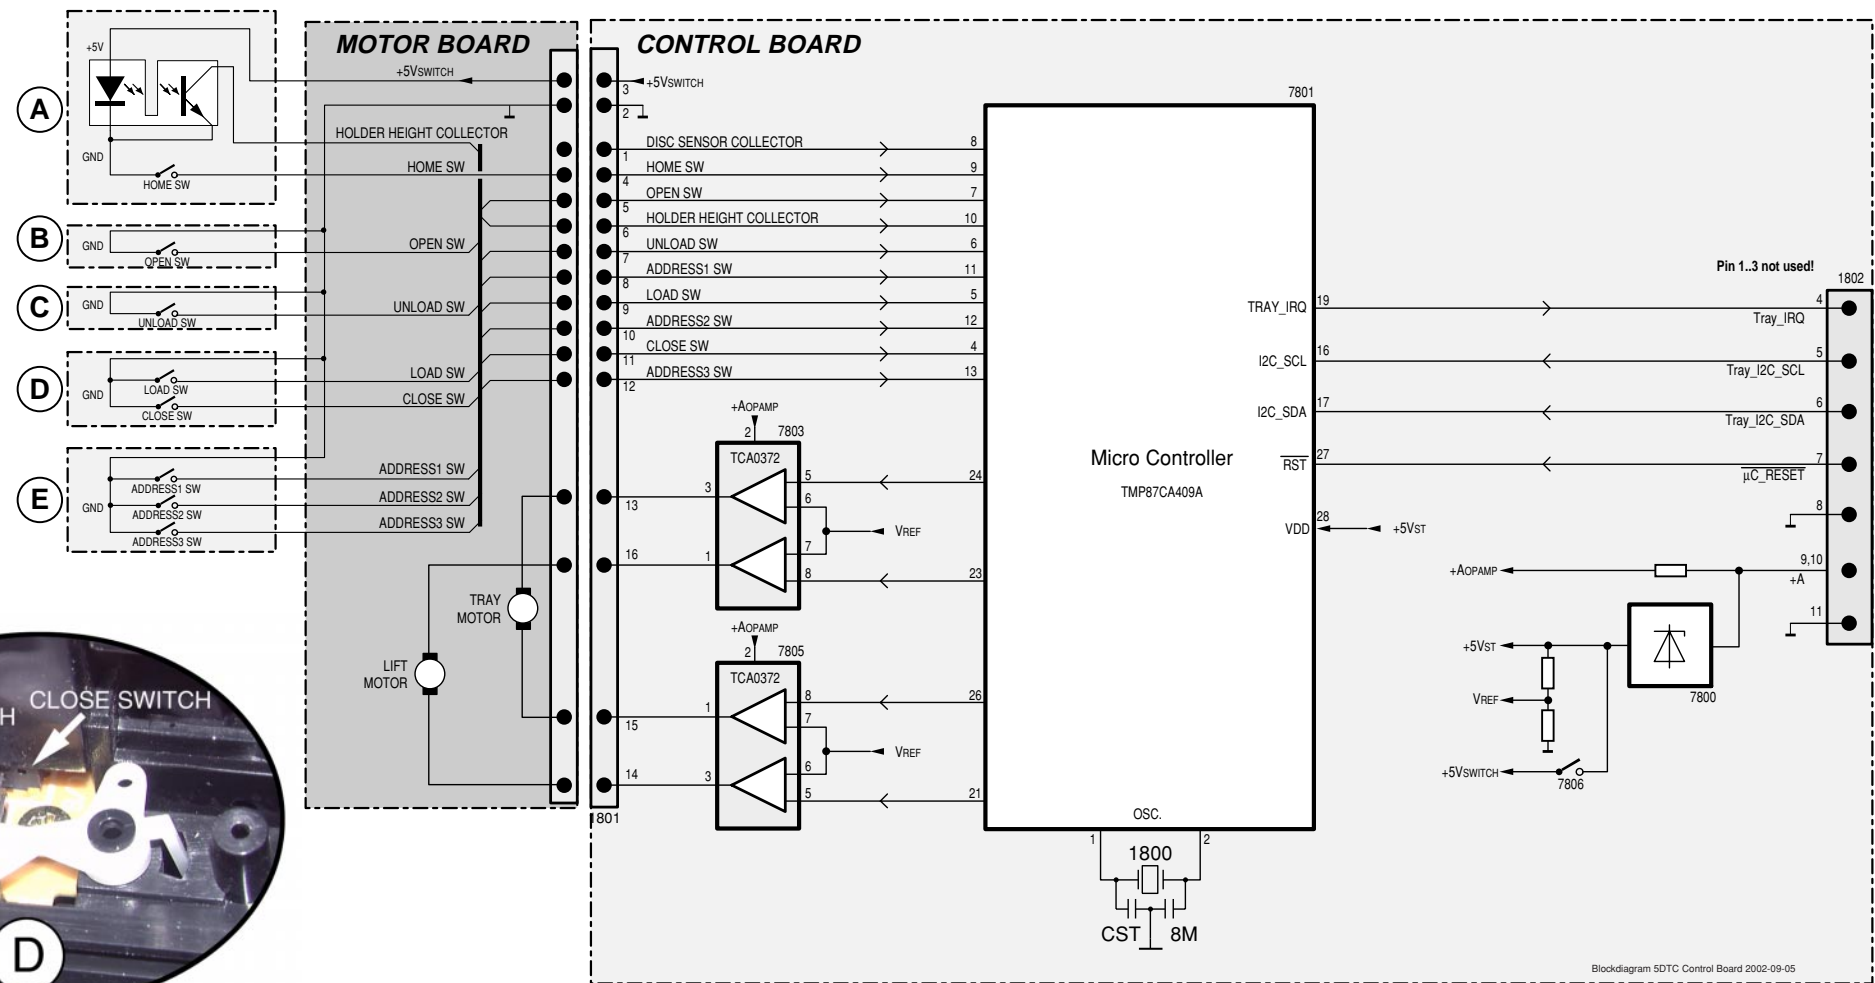 MOTOR BOARD
CONTROL BOARD
A
+5V
GND
HOME SW
B
GND
OPEN SW
C
GND
UNLOAD SW
D
GND
LOAD SW
CLOSE SW
E
GND
ADDRESS1 SW
ADDRESS2 SW
ADDRESS3 SW
+5VSWITCH
HOLDER HEIGHT COLLECTOR
HOME SW
OPEN SW
UNLOAD SW
LOAD SW
CLOSE SW
ADDRESS1 SW
ADDRESS2 SW
ADDRESS3 SW
TRAY
MOTOR
LIFT
MOTOR
3 +5VSWITCH
2
1 DISC SENSOR COLLECTOR 8
4 HOME SW 9
5 OPEN SW 7
6 HOLDER HEIGHT COLLECTOR 10
7 UNLOAD SW 6
8 ADDRESS1 SW 11
9 LOAD SW 5
10 ADDRESS2 SW 12
11 CLOSE SW 4
12 ADDRESS3 SW 13
+AOPAMP
2 7803
TCA0372
13 3 5 24
6
VREF
7
16 1 8 23
+AOPAMP
2 7805
TCA0372
15 1 8 26
7
VREF
6
14 3 5 21
1801
7801
Micro Controller
TMP87CA409A
TRAY_IRQ 19
I2C_SCL 16
I2C_SDA 17
RST 27
VDD 28 +5VST
OSC.
1 2
1800
CST 8M
Pin 1..3 not used!
1802
4
Tray_IRQ
5
Tray_I2C_SCL
6
Tray_I2C_SDA
7
µC_RESET
8
9,10
+A
11
+AOPAMP
+5VST
VREF
7800
+5VSWITCH
7806
H CLOSE SWITCH
D
Blockdiagram 5DTC Control Board 2002-09-05